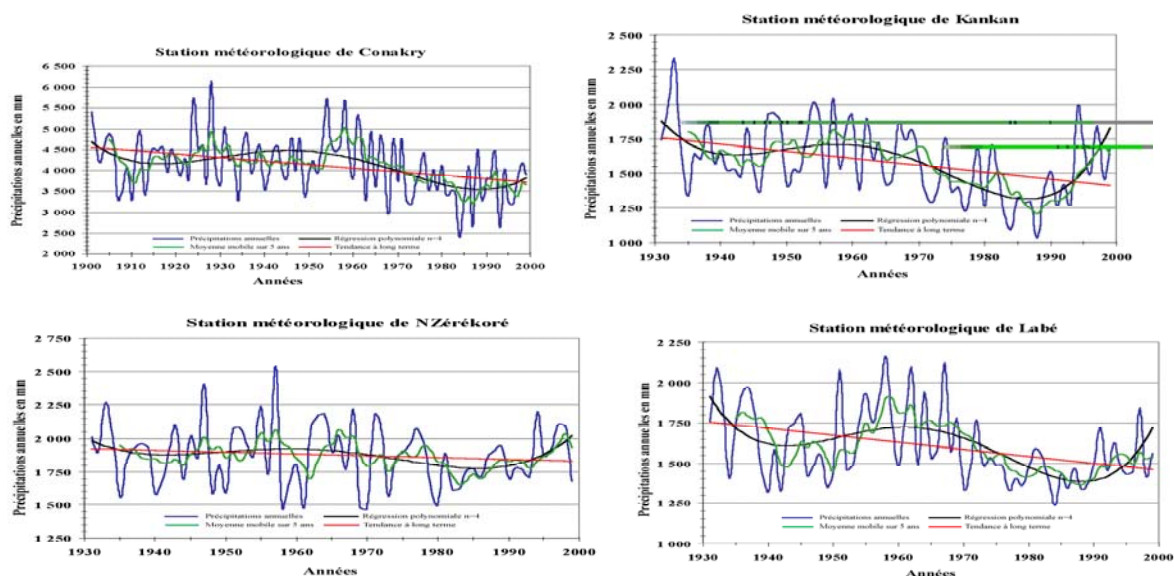 Station météorologique de Conakry
Précipitations annuelles en mm
6 500
6 000
5 500
5 000
4 500
4 000
3 500
3 000
2 500
2 000
Précipitations annuelles
Régression polynomiale n=4
Moyenne mobile sur 5 ans
Tendance à long terme
1900 1910 1920 1930 1940 1950 1960 1970 1980 1990 2000
Années
Station météorologique de Kankan
Précipitations annuelles en mm
2 500
2 250
2 000
1 750
1 500
1 250
1 000
Précipitations annuelles
Régression polynomiale n=4
Moyenne mobile sur 5 ans
Tendance à long terme
1930 1940 1950 1960 1970 1980 1990 2000
Années
Station météorologique de NZérékoré
Précipitations annuelles en mm
2 750
2 500
2 250
2 000
1 750
1 500
1 250
Précipitations annuelles
Régression polynomiale n=4
Moyenne mobile sur 5 ans
Tendance à long terme
1930 1940 1950 1960 1970 1980 1990 2000
Années
Station météorologique de Labé
Précipitations annuelles en mm
2 250
2 000
1 750
1 500
1 250
1 000
Précipitations annuelles
Régression polynomiale n=4
Moyenne mobile sur 5 ans
Tendance à long terme
1930 1940 1950 1960 1970 1980 1990 2000
Années